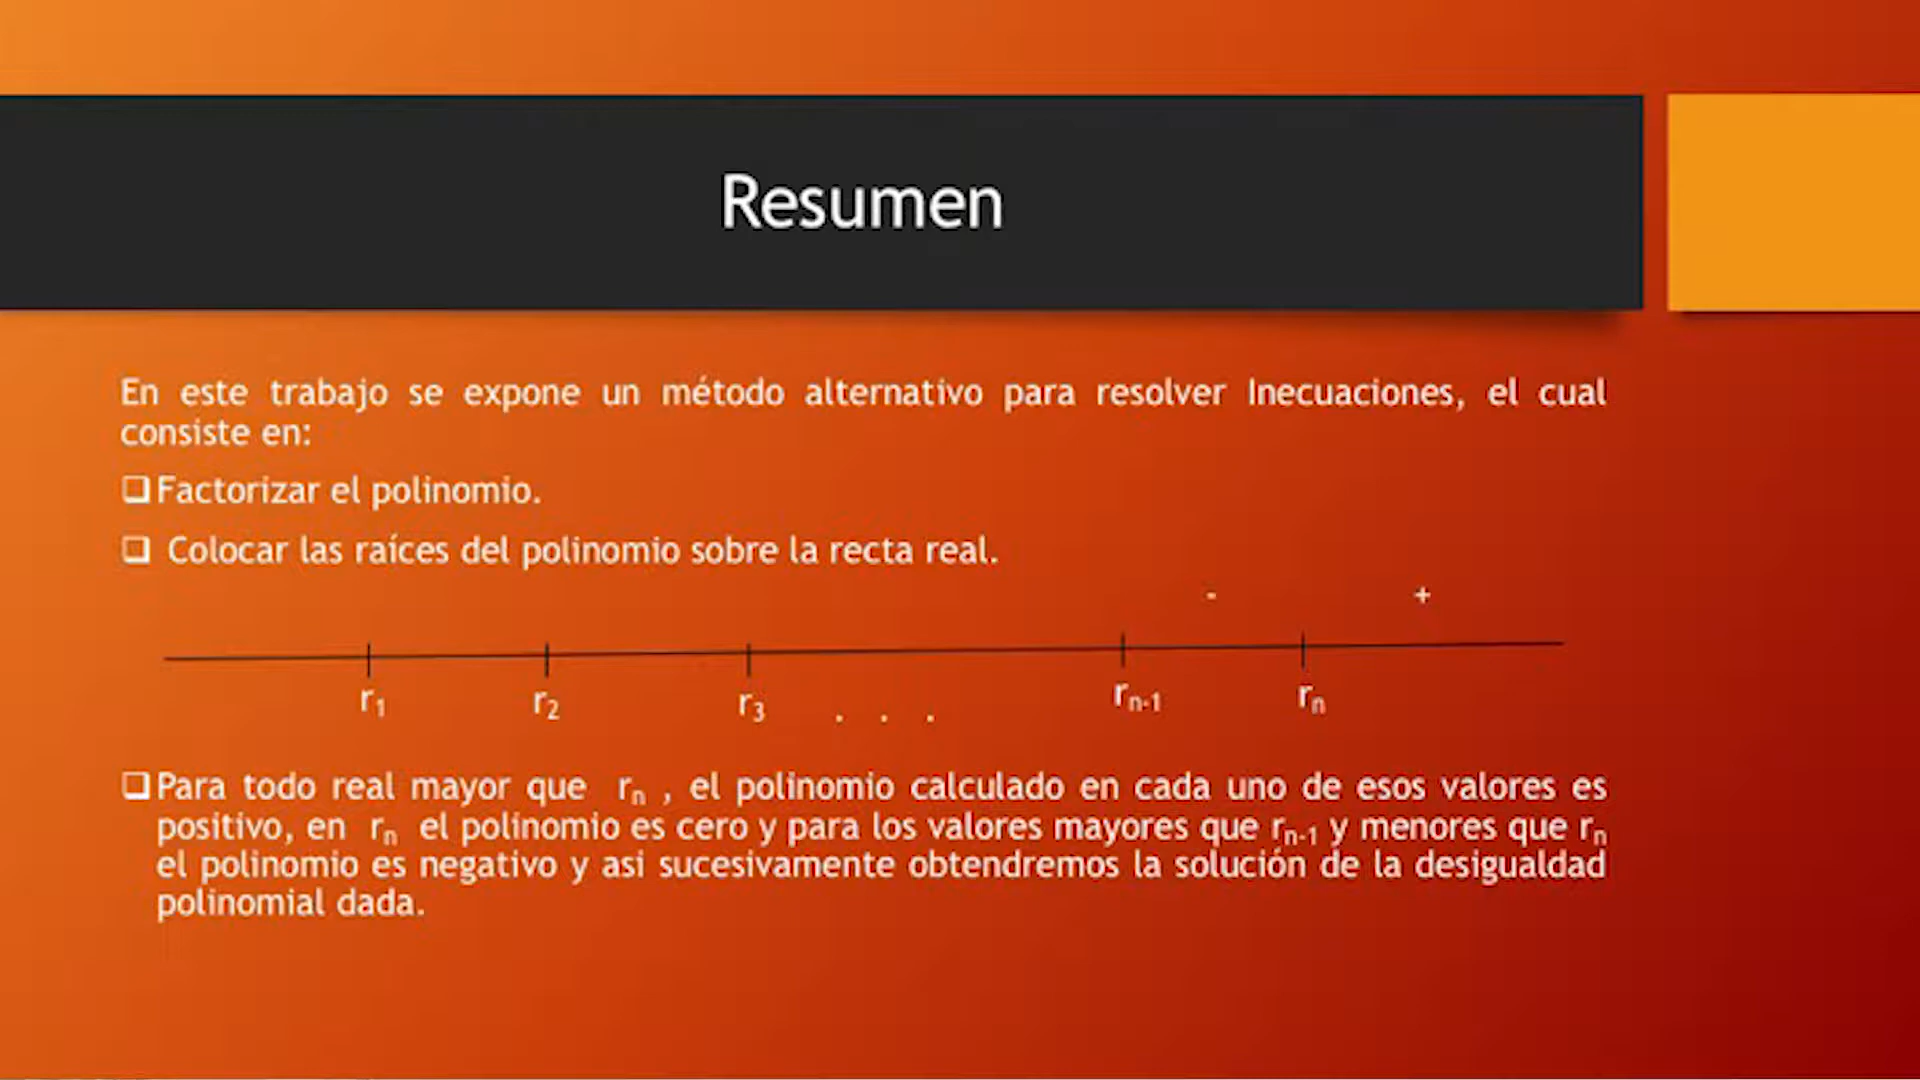 Resumen
En este trabajo se expone un método alternativo para resolver Inecuaciones, el cual
consiste en:
❑Factorizar el polinomio.
❑ Colocar las raíces del polinomio sobre la recta real.
- +
r₁ r₂ r₃ . . . rₙ₋₁ rₙ
❑Para todo real mayor que rₙ , el polinomio calculado en cada uno de esos valores es
positivo, en rₙ el polinomio es cero y para los valores mayores que rₙ₋₁ y menores que rₙ
el polinomio es negativo y asi sucesivamente obtendremos la solución de la desigualdad
polinomial dada.